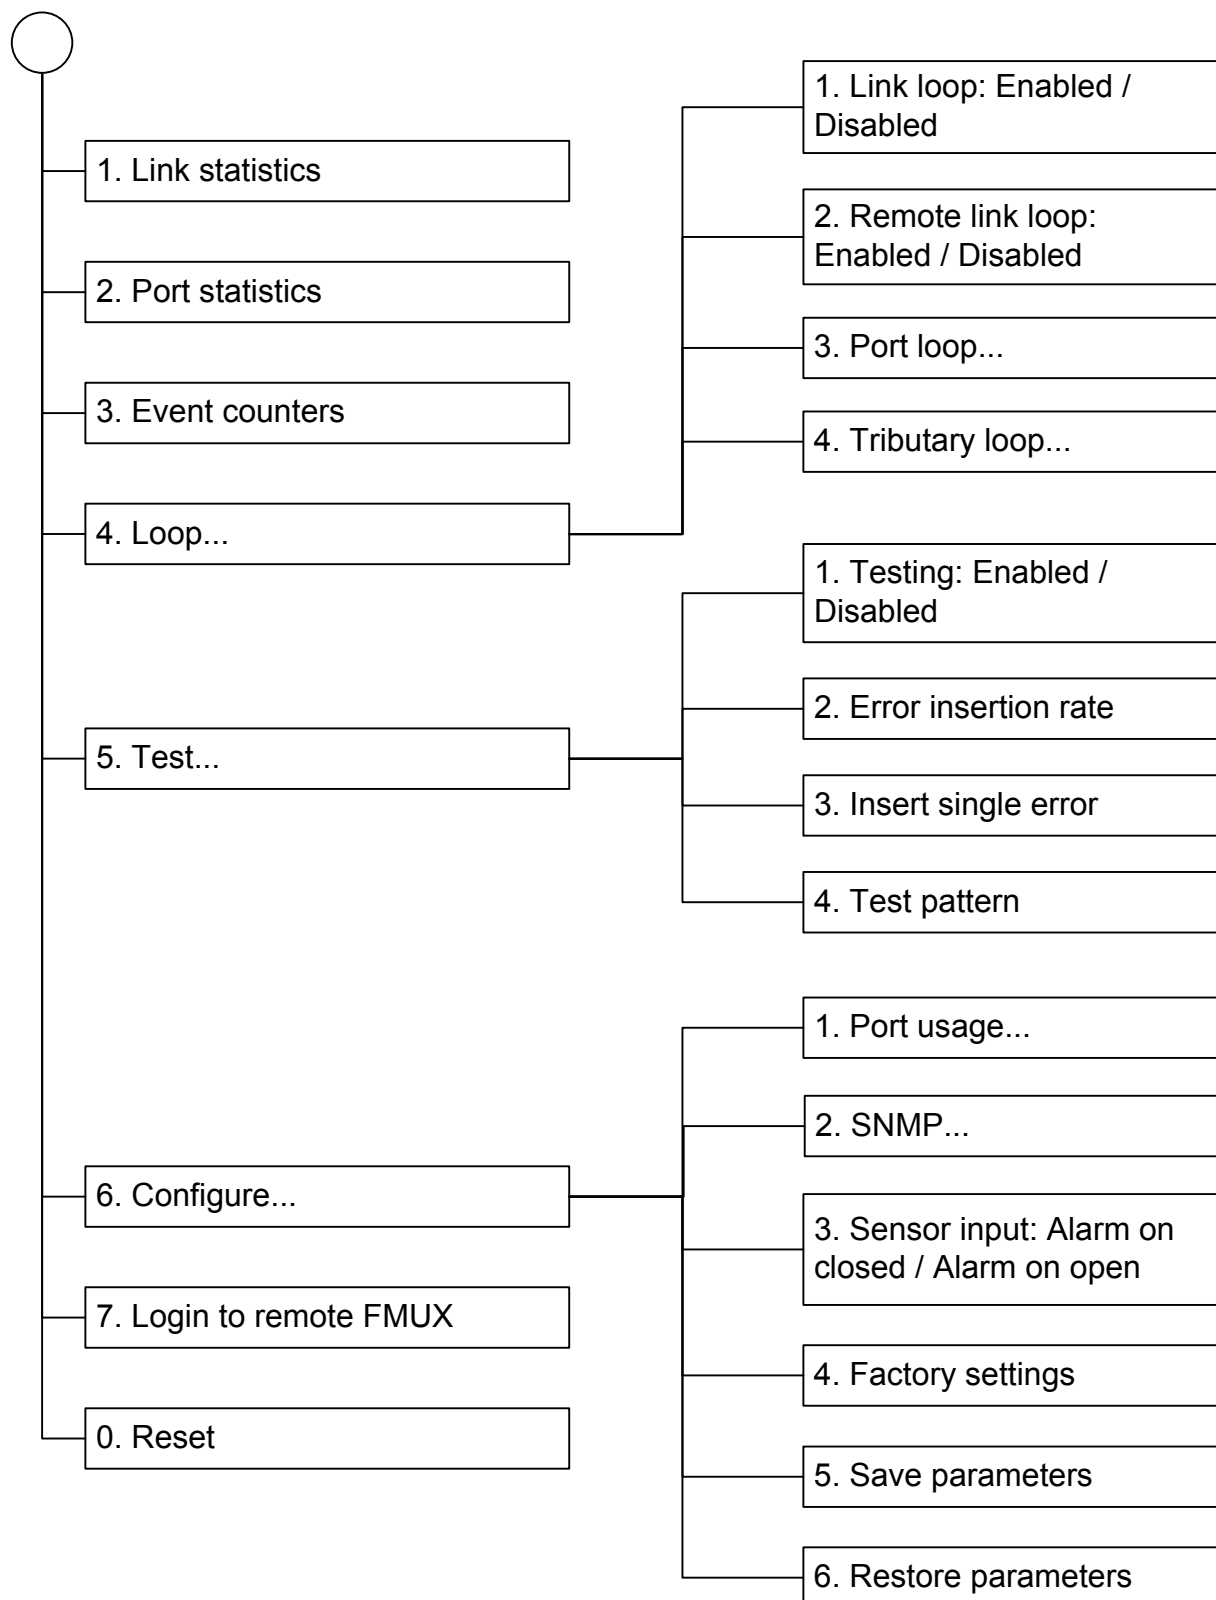 1. Link statistics
2. Port statistics
3. Event counters
4. Loop...
1. Link loop: Enabled /
Disabled
2. Remote link loop:
Enabled / Disabled
3. Port loop...
4. Tributary loop...
5. Test...
1. Testing: Enabled /
Disabled
2. Error insertion rate
3. Insert single error
4. Test pattern
6. Configure...
1. Port usage...
2. SNMP...
3. Sensor input: Alarm on
closed / Alarm on open
4. Factory settings
5. Save parameters
6. Restore parameters
7. Login to remote FMUX
0. Reset